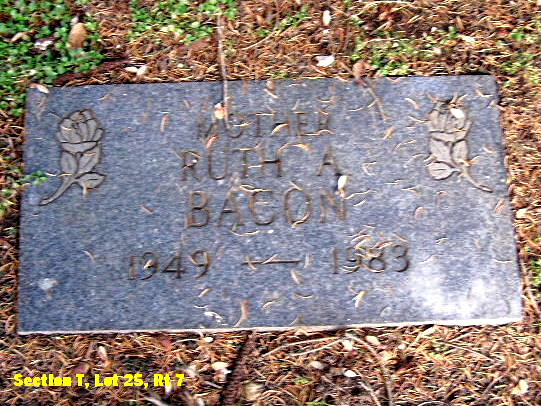 MOTHER
RUTH A.
BACON
1949 — 1983
Section T, Lot 25, Rt 7